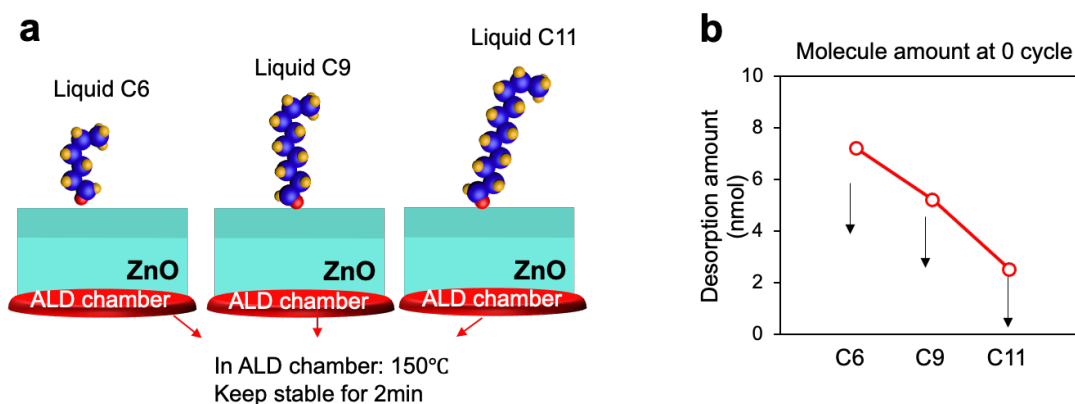 a
Liquid C6
Liquid C9
Liquid C11
ZnO
ZnO
ZnO
ALD chamber
ALD chamber
ALD chamber
In ALD chamber: 150℃
Keep stable for 2min
b
Molecule amount at 0 cycle
Desorption amount
(nmol)
10
8
6
4
2
0
C6
C9
C11